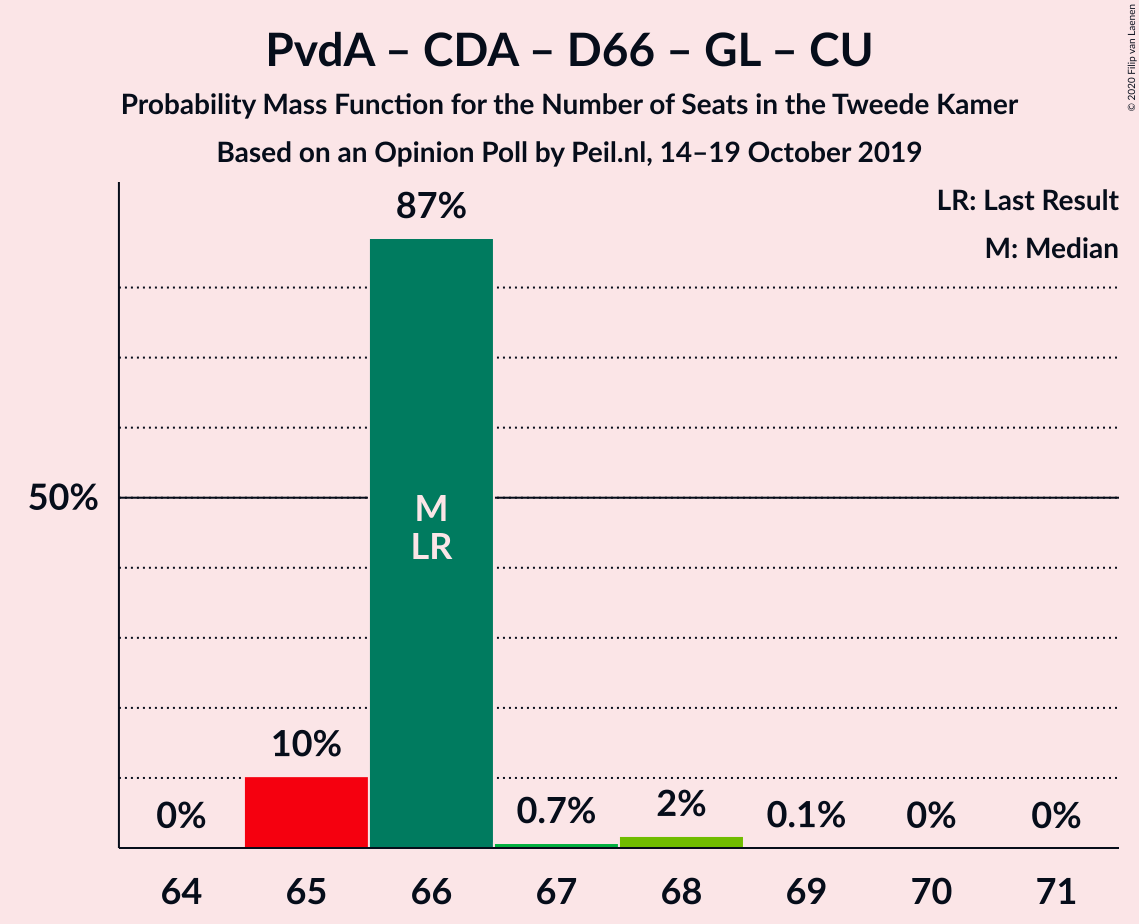 PvdA – CDA – D66 – GL – CU
Probability Mass Function for the Number of Seats in the Tweede Kamer
Based on an Opinion Poll by Peil.nl, 14–19 October 2019
© 2020 Filip van Laenen
LR: Last Result
M: Median
87%
50%
M
LR
10%
0%
0.7%
2%
0.1%
0%
0%
64 65 66 67 68 69 70 71